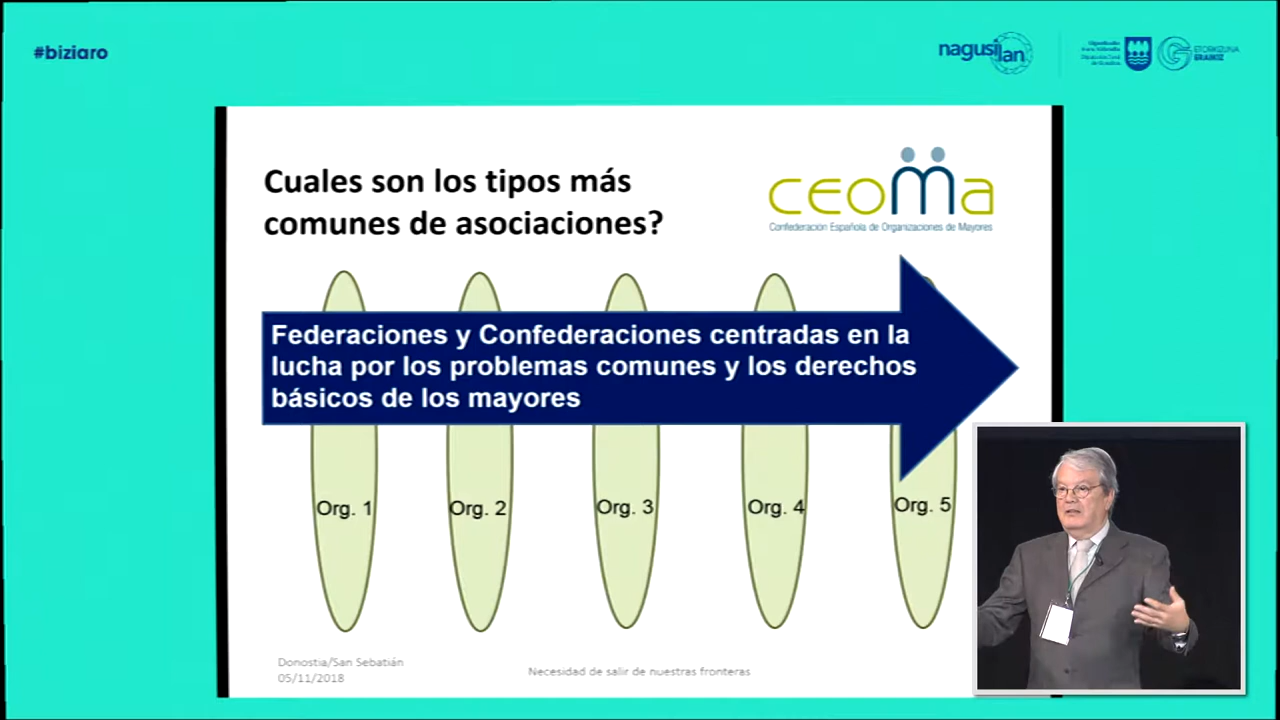 #biziaro
nagusilan
ETORKIZUNA
ERAIKIZ
Cuales son los tipos más
comunes de asociaciones?
ceoma
Confederación Española de Organizaciones de Mayores
Federaciones y Confederaciones centradas en la
lucha por los problemas comunes y los derechos
básicos de los mayores
Org. 1
Org. 2
Org. 3
Org. 4
Org. 5
Donostia/San Sebatián
05/11/2018
Necesidad de salir de nuestras fronteras